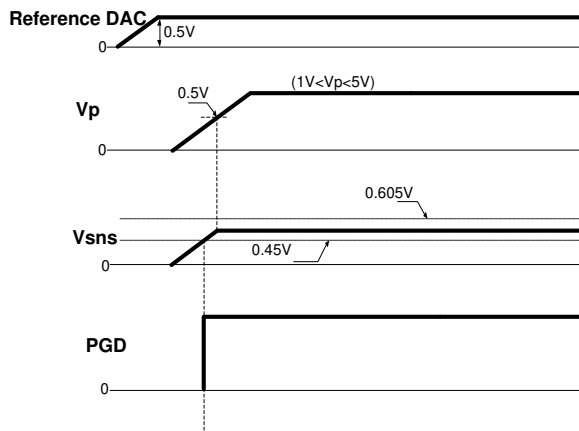 Reference DAC
0.5V
0
(1V<Vp<5V)
0.5V
Vp
0
0.605V
Vsns
0.45V
0
PGD
0